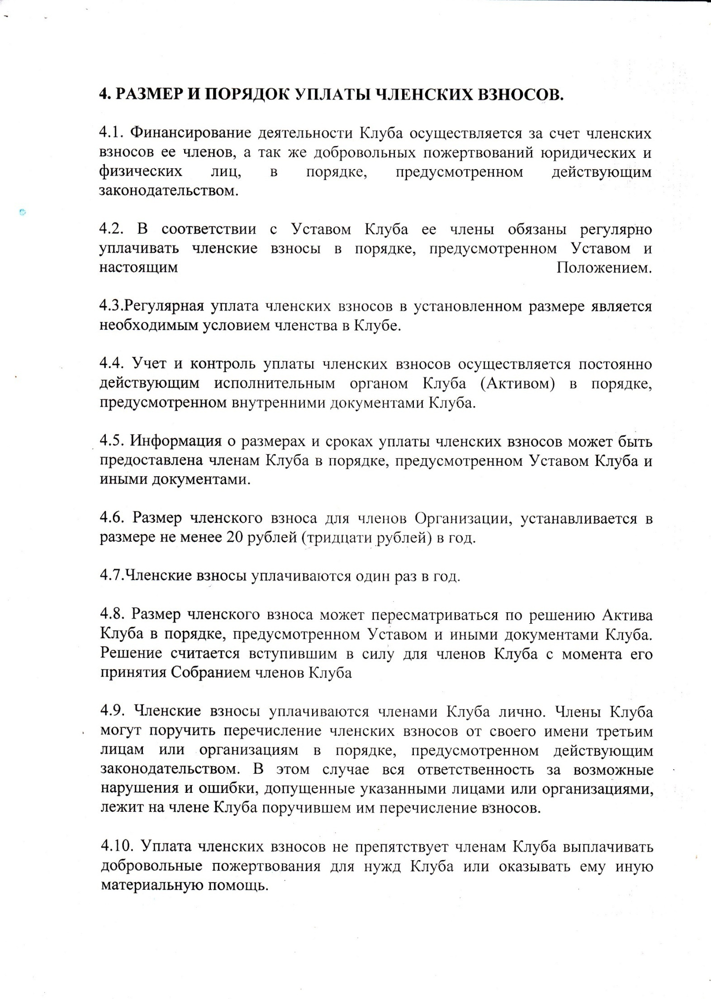 4. РАЗМЕР И ПОРЯДОК УПЛАТЫ ЧЛЕНСКИХ ВЗНОСОВ.
4.1. Финансирование деятельности Клуба осуществляется за счет членских
взносов ее членов, а так же добровольных пожертвований юридических и
физических лиц, в порядке, предусмотренном действующим
законодательством.
4.2. В соответствии с Уставом Клуба ее члены обязаны регулярно
уплачивать членские взносы в порядке, предусмотренном Уставом и
настоящим Положением.
4.3.Регулярная уплата членских взносов в установленном размере является
необходимым условием членства в Клубе.
4.4. Учет и контроль уплаты членских взносов осуществляется постоянно
действующим исполнительным органом Клуба (Активом) в порядке,
предусмотренном внутренними документами Клуба.
4.5. Информация о размерах и сроках уплаты членских взносов может быть
предоставлена членам Клуба в порядке, предусмотренном Уставом Клуба и
иными документами.
4.6. Размер членского взноса для членов Организации, устанавливается в
размере не менее 20 рублей (тридцати рублей) в год.
4.7.Членские взносы уплачиваются один раз в год.
4.8. Размер членского взноса может пересматриваться по решению Актива
Клуба в порядке, предусмотренном Уставом и иными документами Клуба.
Решение считается вступившим в силу для членов Клуба с момента его
принятия Собранием членов Клуба
4.9. Членские взносы уплачиваются членами Клуба лично. Члены Клуба
могут поручить перечисление членских взносов от своего имени третьим
лицам или организациям в порядке, предусмотренном действующим
законодательством. В этом случае вся ответственность за возможные
нарушения и ошибки, допущенные указанными лицами или организациями,
лежит на члене Клуба поручившем им перечисление взносов.
4.10. Уплата членских взносов не препятствует членам Клуба выплачивать
добровольные пожертвования для нужд Клуба или оказывать ему иную
материальную помощь.